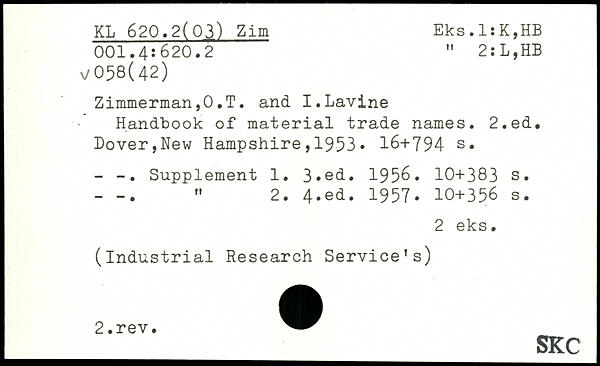 KL 620.2(03) Zim Eks.1:K,HB
001.4:620.2 " 2:L,HB
√058(42)
Zimmerman,O.T. and I.Lavine
Handbook of material trade names. 2.ed.
Dover,New Hampshire,1953. 16+794 s.
- -. Supplement 1. 3.ed. 1956. 10+383 s.
- -. " 2. 4.ed. 1957. 10+356 s.
2 eks.
(Industrial Research Service's)
2.rev.
SKC